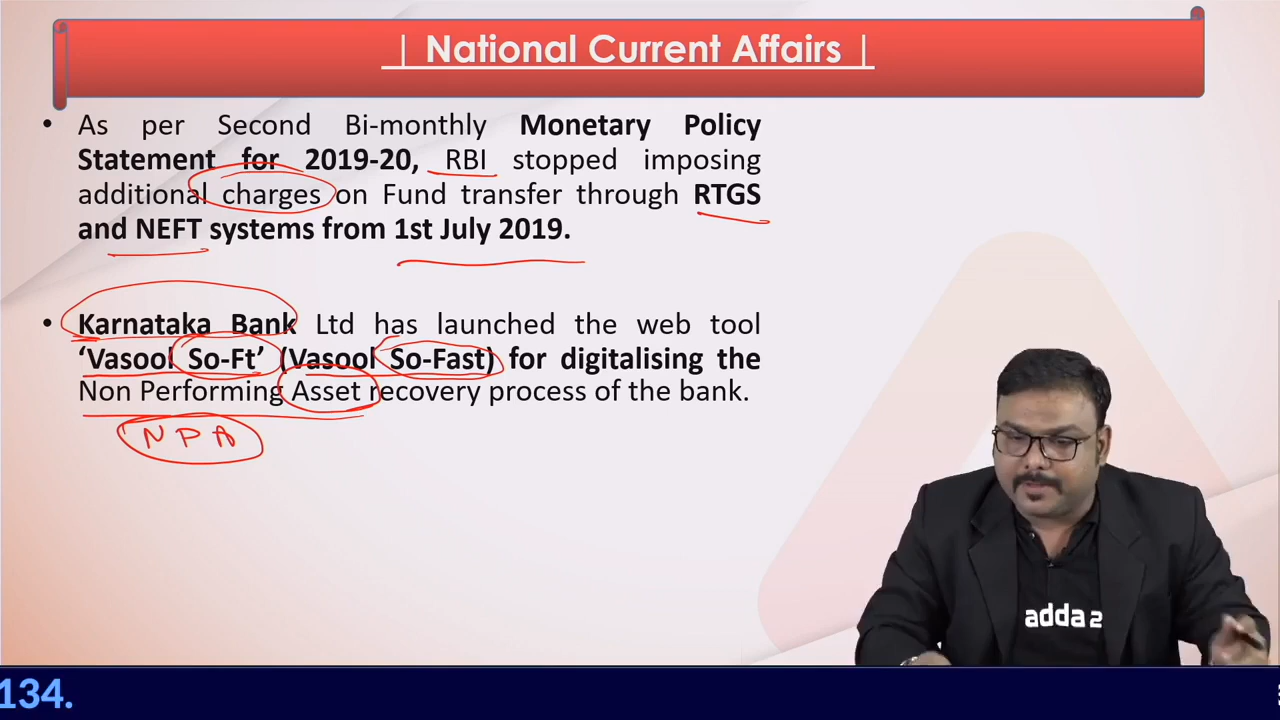 | National Current Affairs |
• As per Second Bi-monthly Monetary Policy
Statement for 2019-20, RBI stopped imposing
additional charges on Fund transfer through RTGS
and NEFT systems from 1st July 2019.
• Karnataka Bank Ltd has launched the web tool
‘Vasool So-Ft’ (Vasool So-Fast) for digitalising the
Non Performing Asset recovery process of the bank.
NPA
adda2
134.